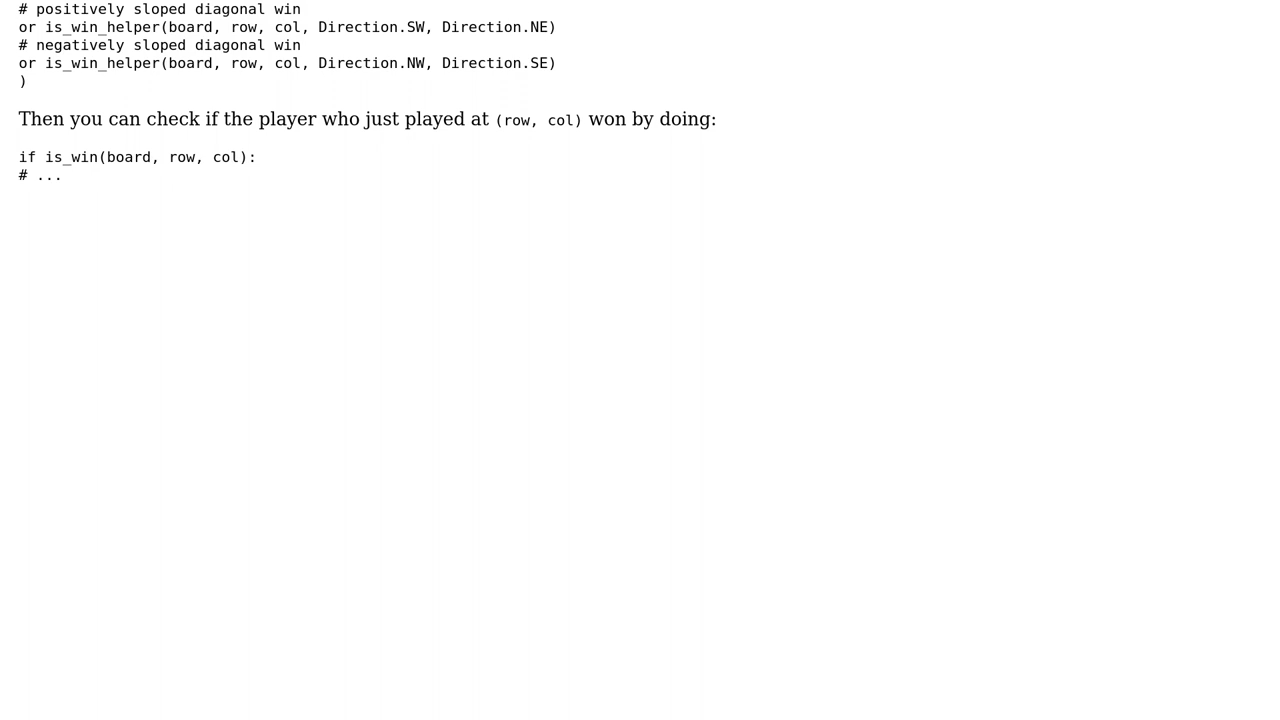 # positively sloped diagonal win
or is_win_helper(board, row, col, Direction.SW, Direction.NE)
# negatively sloped diagonal win
or is_win_helper(board, row, col, Direction.NW, Direction.SE)
)
Then you can check if the player who just played at (row, col) won by doing:
if is_win(board, row, col):
# ...